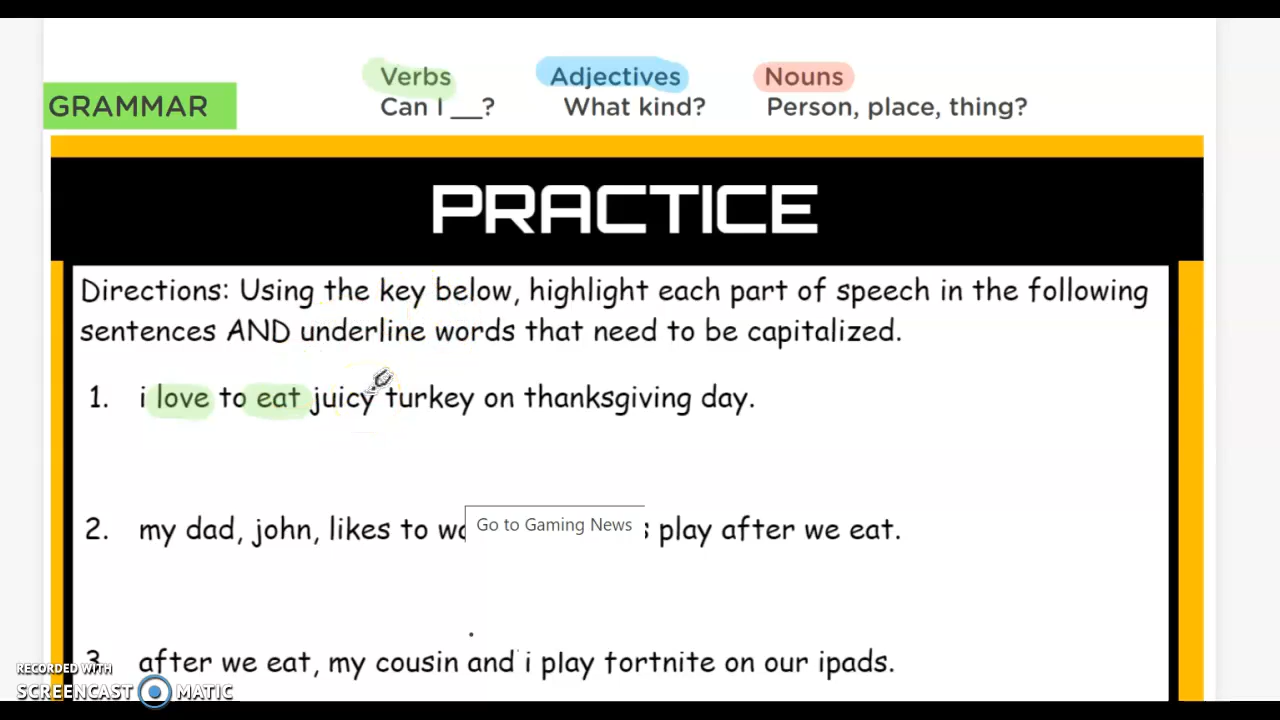 Verbs Adjectives Nouns
GRAMMAR Can I __? What kind? Person, place, thing?
PRACTICE
Directions: Using the key below, highlight each part of speech in the following
sentences AND underline words that need to be capitalized.
1. i love to eat juicy turkey on thanksgiving day.
2. my dad, john, likes to play after we eat.
Go to Gaming News
3. after we eat, my cousin and i play fortnite on our ipads.
RECORDED WITH
SCREENCAST MATIC